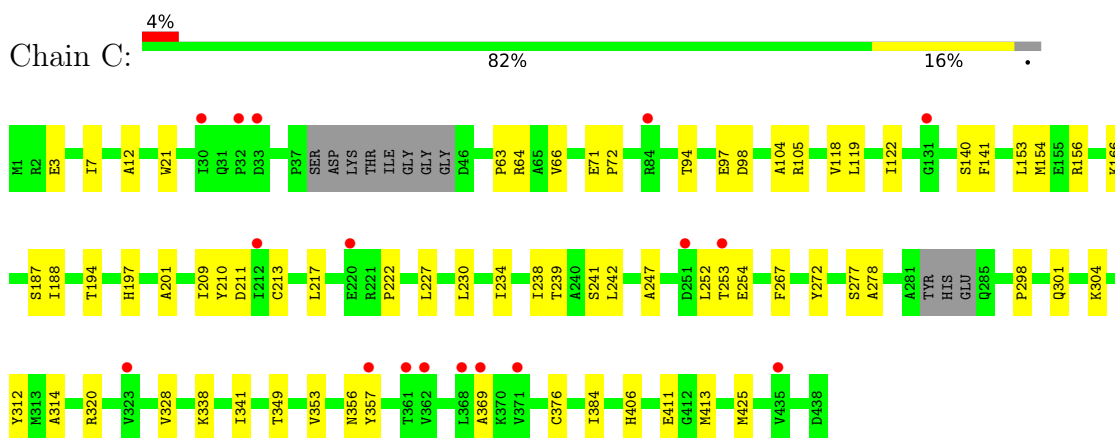 4%
Chain C:
82%
16%
•
M1 R2 E3 I7 A12 W21 I30 Q31 P32 D33 P37 SER ASP LYS THR ILE GLY GLY GLY D46 P63 R64 A65 V66 E71 P72 R84 T94 E97 D98 A104 R105 V118 L119 I122 G131 S140 F141 L153 M154 E155 R156 K166
S187 I188 T194 H197 A201 I209 Y210 D211 I212 C213 L217 E220 R221 P222 L227 L230 I234 I238 T239 A240 S241 L242 A247 D251 L252 T253 E254 F267 Y272 S277 A278 A281 TYR HIS GLU Q285 P298 Q301 K304
Y312 M313 A314 R320 V323 V328 K338 I341 T349 V353 N356 Y357 T361 V362 L368 A369 K370 V371 C376 I384 H406 E411 G412 M413 M425 V435 D438